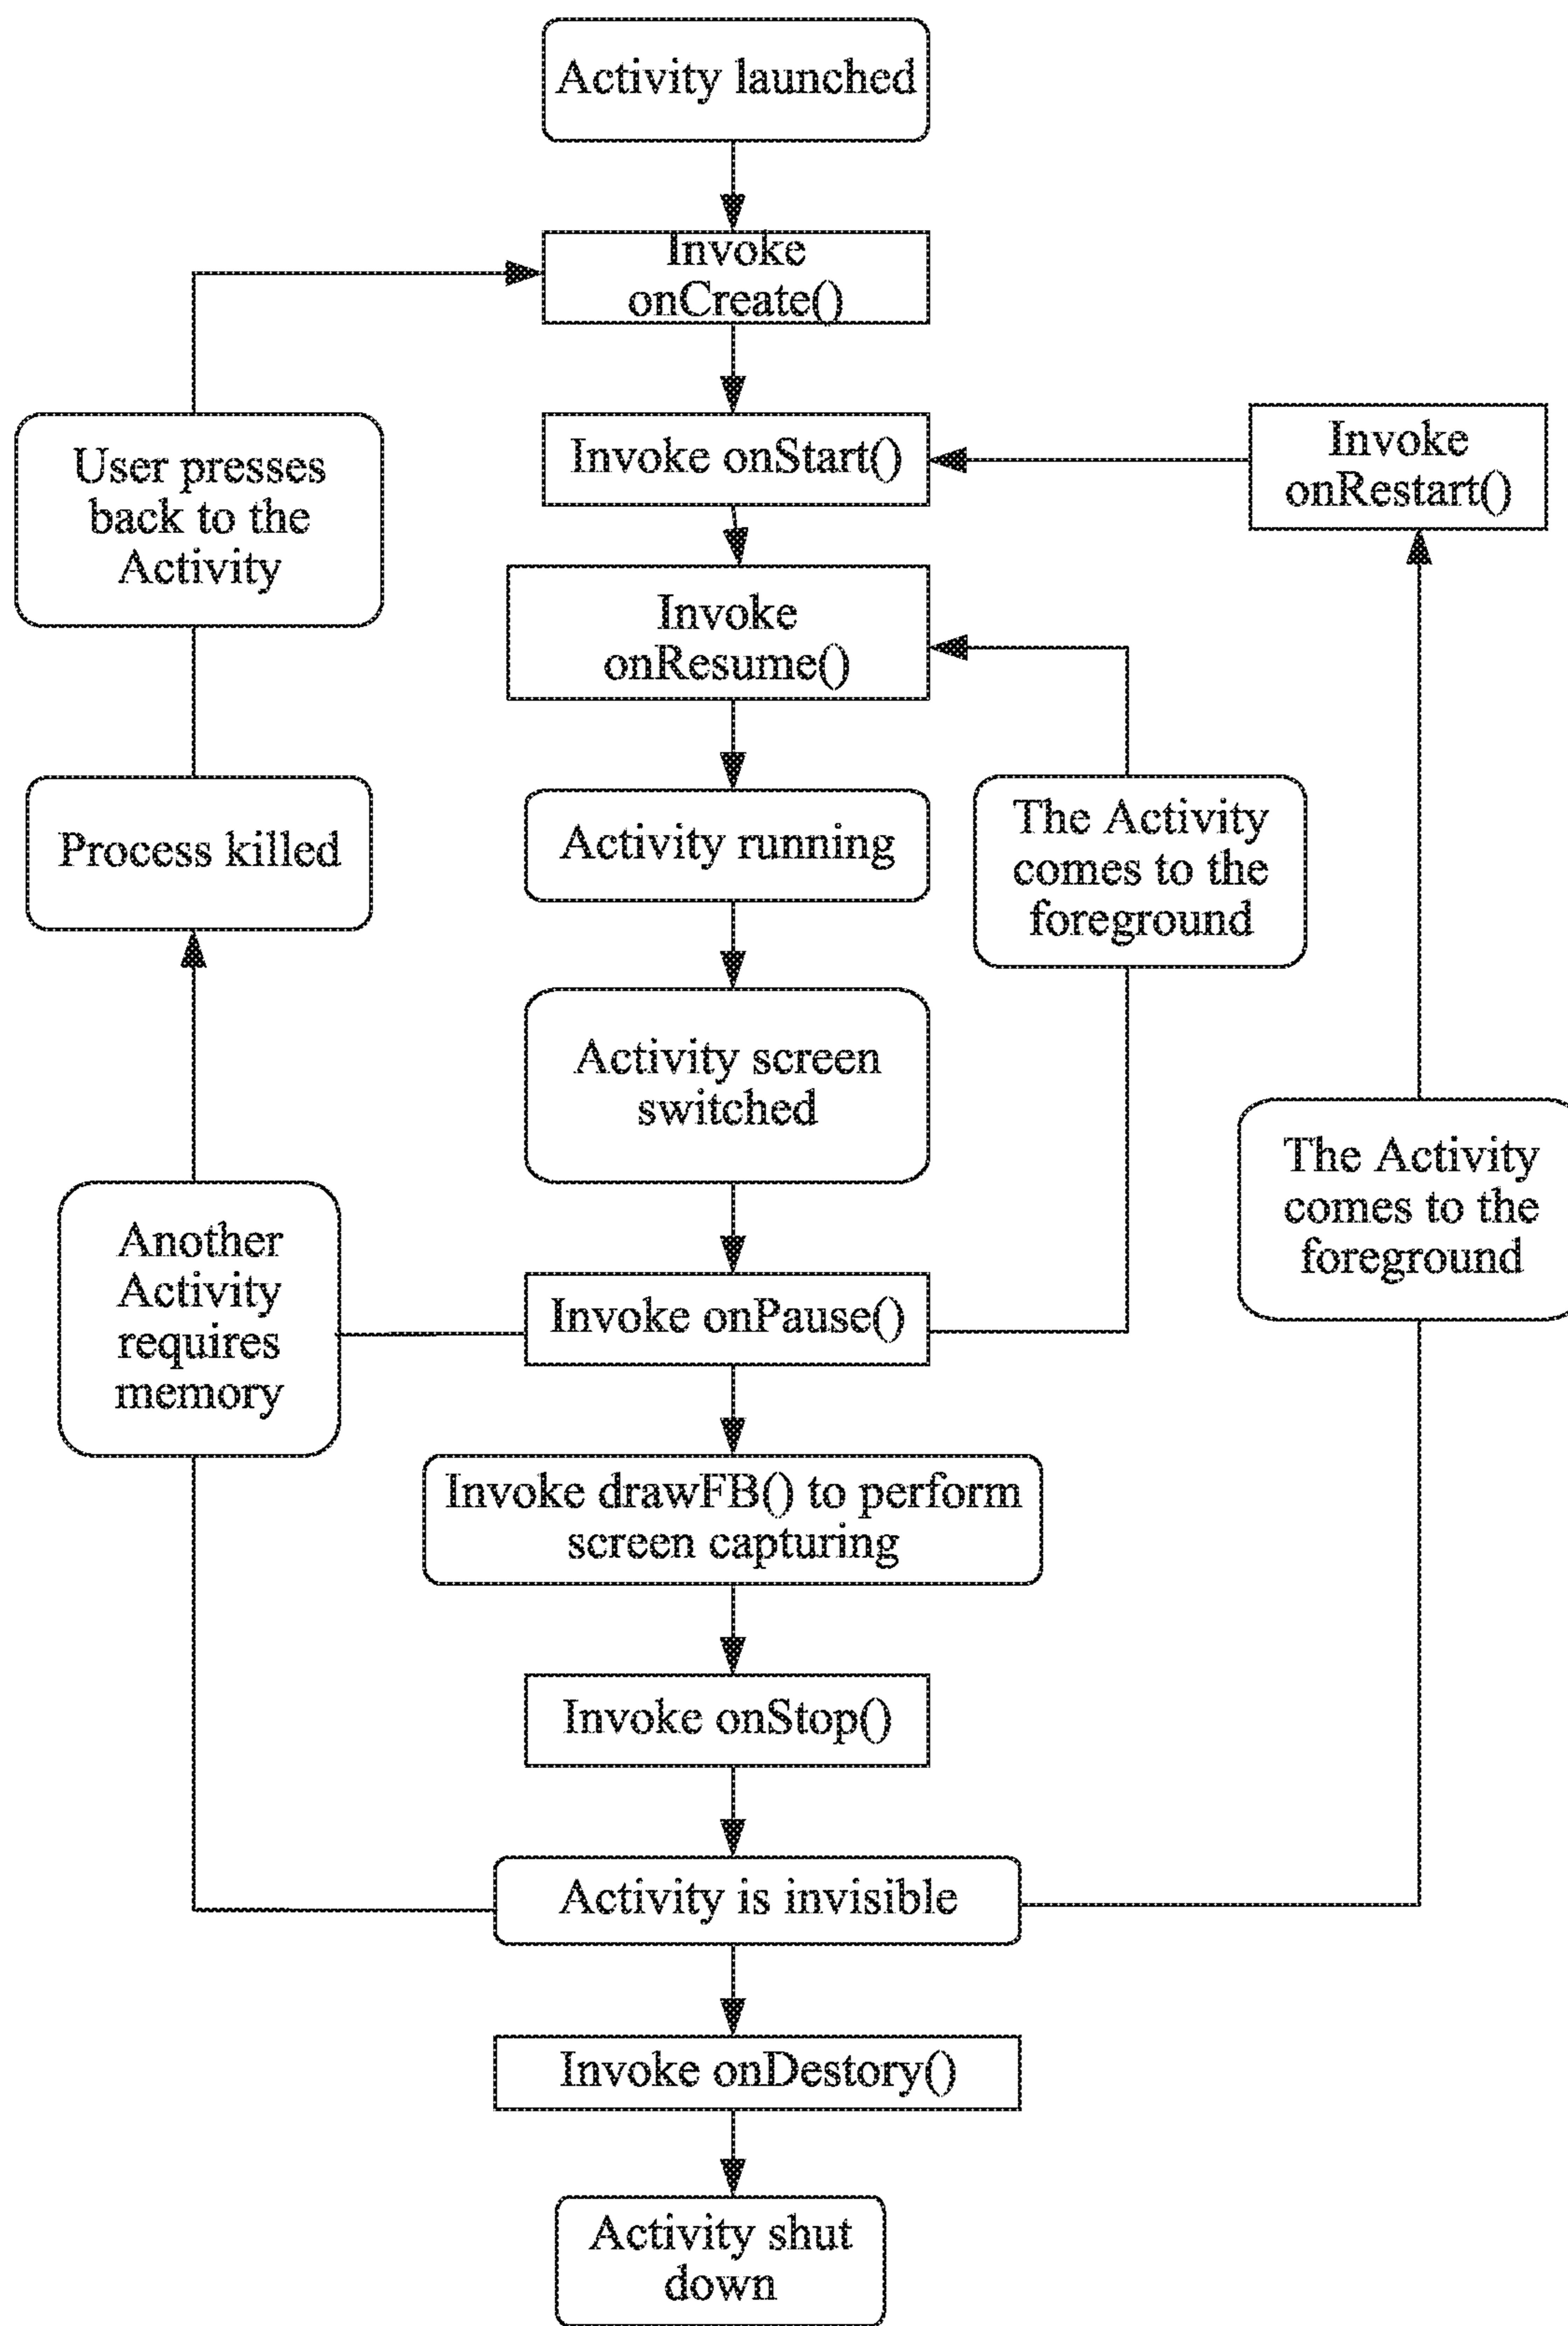 Activity launched
Invoke
onCreate()
User presses
back to the
Activity
Invoke onStart()
Invoke
onRestart()
Invoke
onResume()
Process killed
Activity running
The Activity
comes to the
foreground
Activity screen
switched
The Activity
comes to the
foreground
Another
Activity
requires
memory
Invoke onPause()
Invoke drawFB() to perform
screen capturing
Invoke onStop()
Activity is invisible
Invoke onDestory()
Activity shut
down